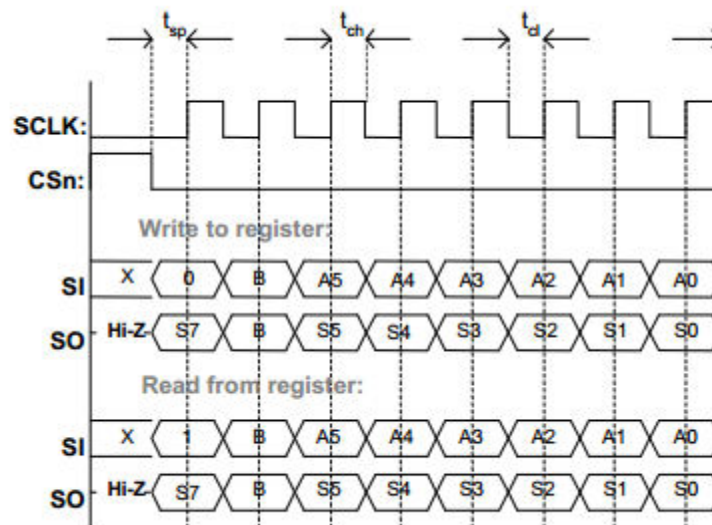 tsp tch tcl
SCLK:
CSn:
Write to register:
SI X 0 B A5 A4 A3 A2 A1 A0
SO Hi-Z S7 B S5 S4 S3 S2 S1 S0
Read from register:
SI X 1 B A5 A4 A3 A2 A1 A0
SO Hi-Z S7 B S5 S4 S3 S2 S1 S0